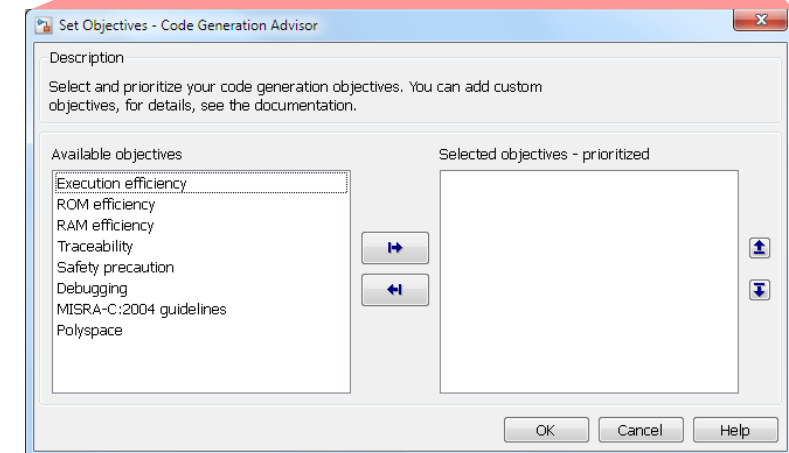 Set Objectives - Code Generation Advisor
Description
Select and prioritize your code generation objectives. You can add custom
objectives, for details, see the documentation.
Available objectives
Selected objectives - prioritized
Execution efficiency
ROM efficiency
RAM efficiency
Traceability
Safety precaution
Debugging
MISRA-C:2004 guidelines
Polyspace
OK
Cancel
Help